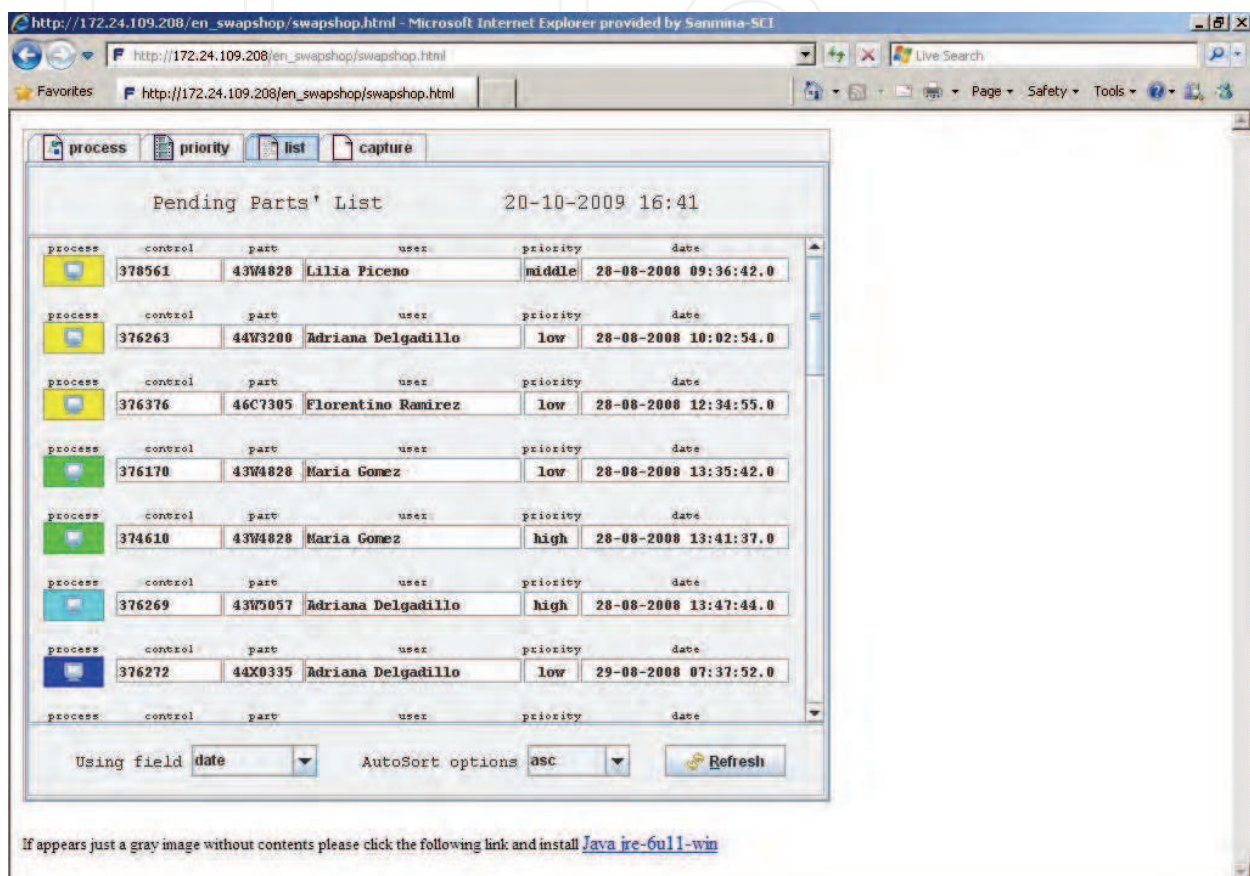 http://172.24.109.208/en_swapshop/swapshop.html - Microsoft Internet Explorer provided by Sanmina-SCI
http://172.24.109.208/en_swapshop/swapshop.html Live Search
Favorites http://172.24.109.208/en_swapshop/swapshop.html Page Safety Tools
process priority list capture
Pending Parts' List 20-10-2009 16:41
process control part user priority date
378561 43W4828 Lilia Piceno middle 28-08-2008 09:36:42.0
process control part user priority date
376263 44W3200 Adriana Delgadillo low 28-08-2008 10:02:54.0
process control part user priority date
376376 46C7305 Florentino Ramirez low 28-08-2008 12:34:55.0
process control part user priority date
376170 43W4828 Maria Gomez low 28-08-2008 13:35:42.0
process control part user priority date
374610 43W4828 Maria Gomez high 28-08-2008 13:41:37.0
process control part user priority date
376269 43W5057 Adriana Delgadillo high 28-08-2008 13:47:44.0
process control part user priority date
376272 44X0335 Adriana Delgadillo low 29-08-2008 07:37:52.0
process control part user priority date
Using field date AutoSort options asc Refresh
If appears just a gray image without contents please click the following link and install Java jre-6u11-win